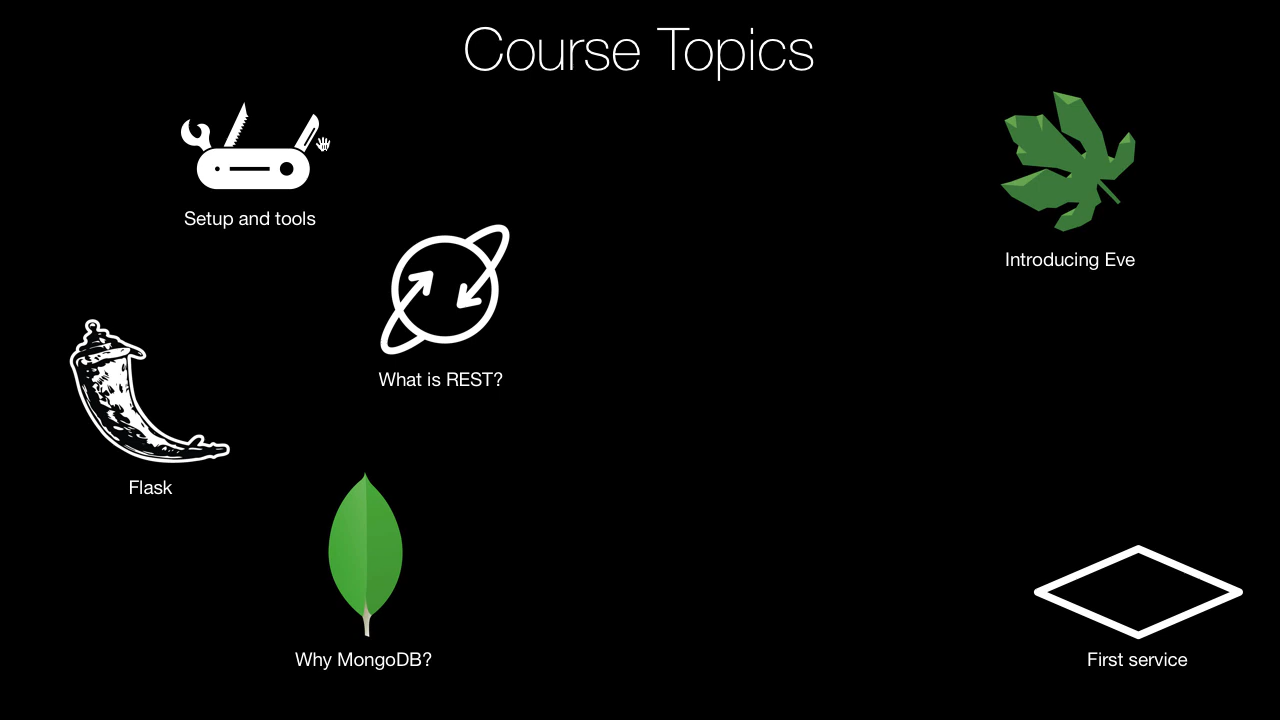 Course Topics
Setup and tools
Introducing Eve
What is REST?
Flask
Why MongoDB?
First service